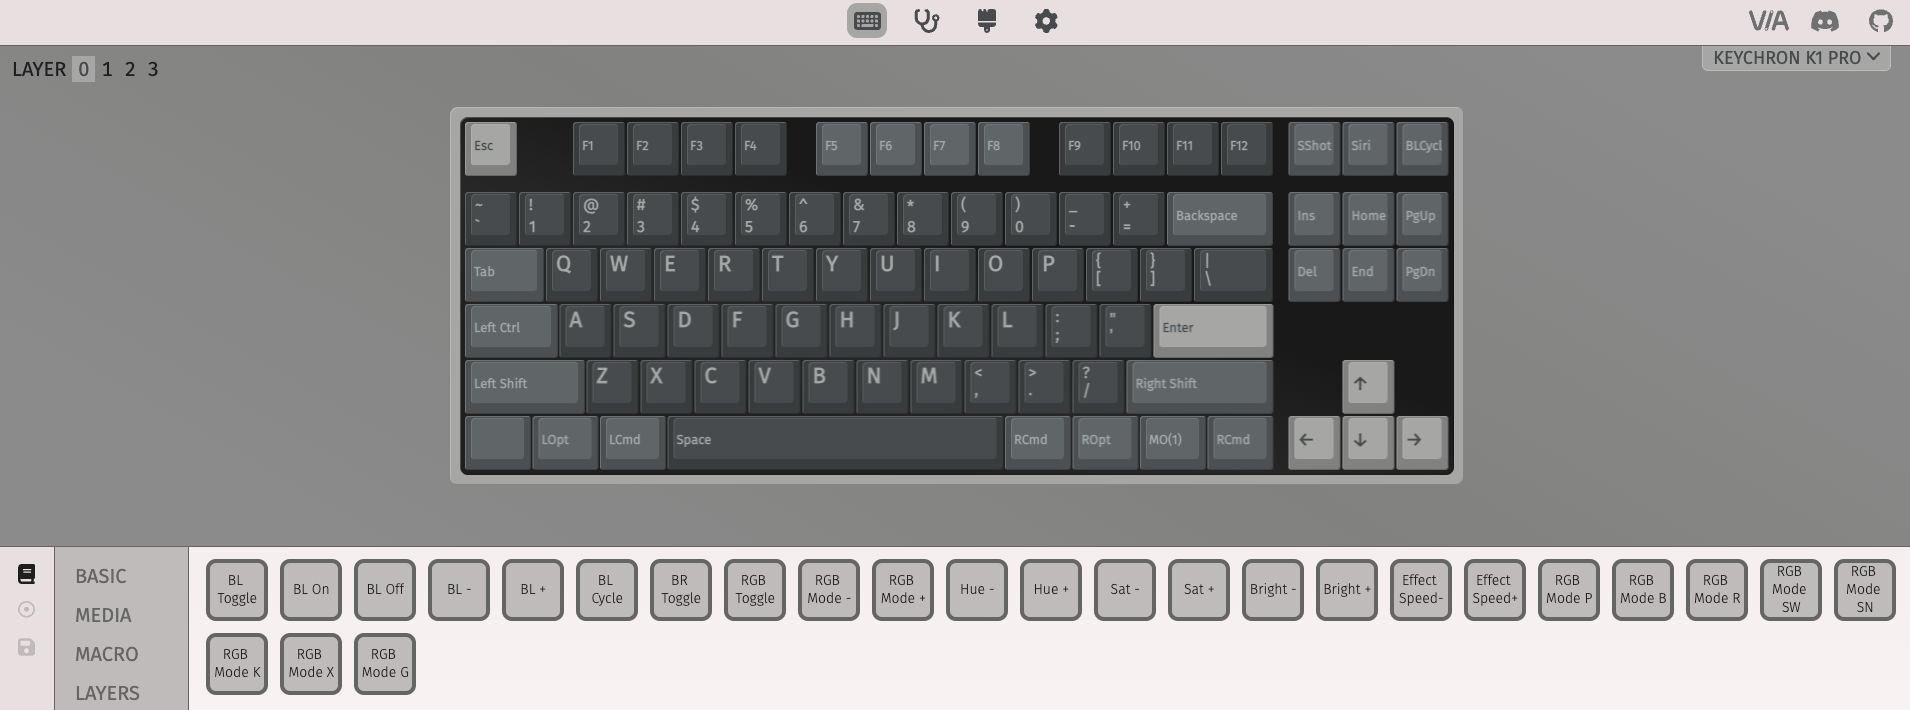 VIA
LAYER 0 1 2 3
KEYCHRON K1 PRO
Esc F1 F2 F3 F4 F5 F6 F7 F8 F9 F10 F11 F12 SShot Siri BLCycl
~ ! @ # $ % ^ & * ( ) _ +
` 1 2 3 4 5 6 7 8 9 0 - = Backspace Ins Home PgUp
Tab Q W E R T Y U I O P { } | Del End PgDn
[ ] \
Left Ctrl A S D F G H J K L : " Enter
; '
Left Shift Z X C V B N M < > ? Right Shift ↑
, . /
LOpt LCmd Space RCmd ROpt MO(1) RCmd ← ↓ →
BASIC
MEDIA
MACRO
LAYERS
BL Toggle
BL On
BL Off
BL -
BL +
BL Cycle
BR Toggle
RGB Toggle
RGB Mode -
RGB Mode +
Hue -
Hue +
Sat -
Sat +
Bright -
Bright +
Effect Speed-
Effect Speed+
RGB Mode P
RGB Mode B
RGB Mode R
RGB Mode SW
RGB Mode SN
RGB Mode K
RGB Mode X
RGB Mode G